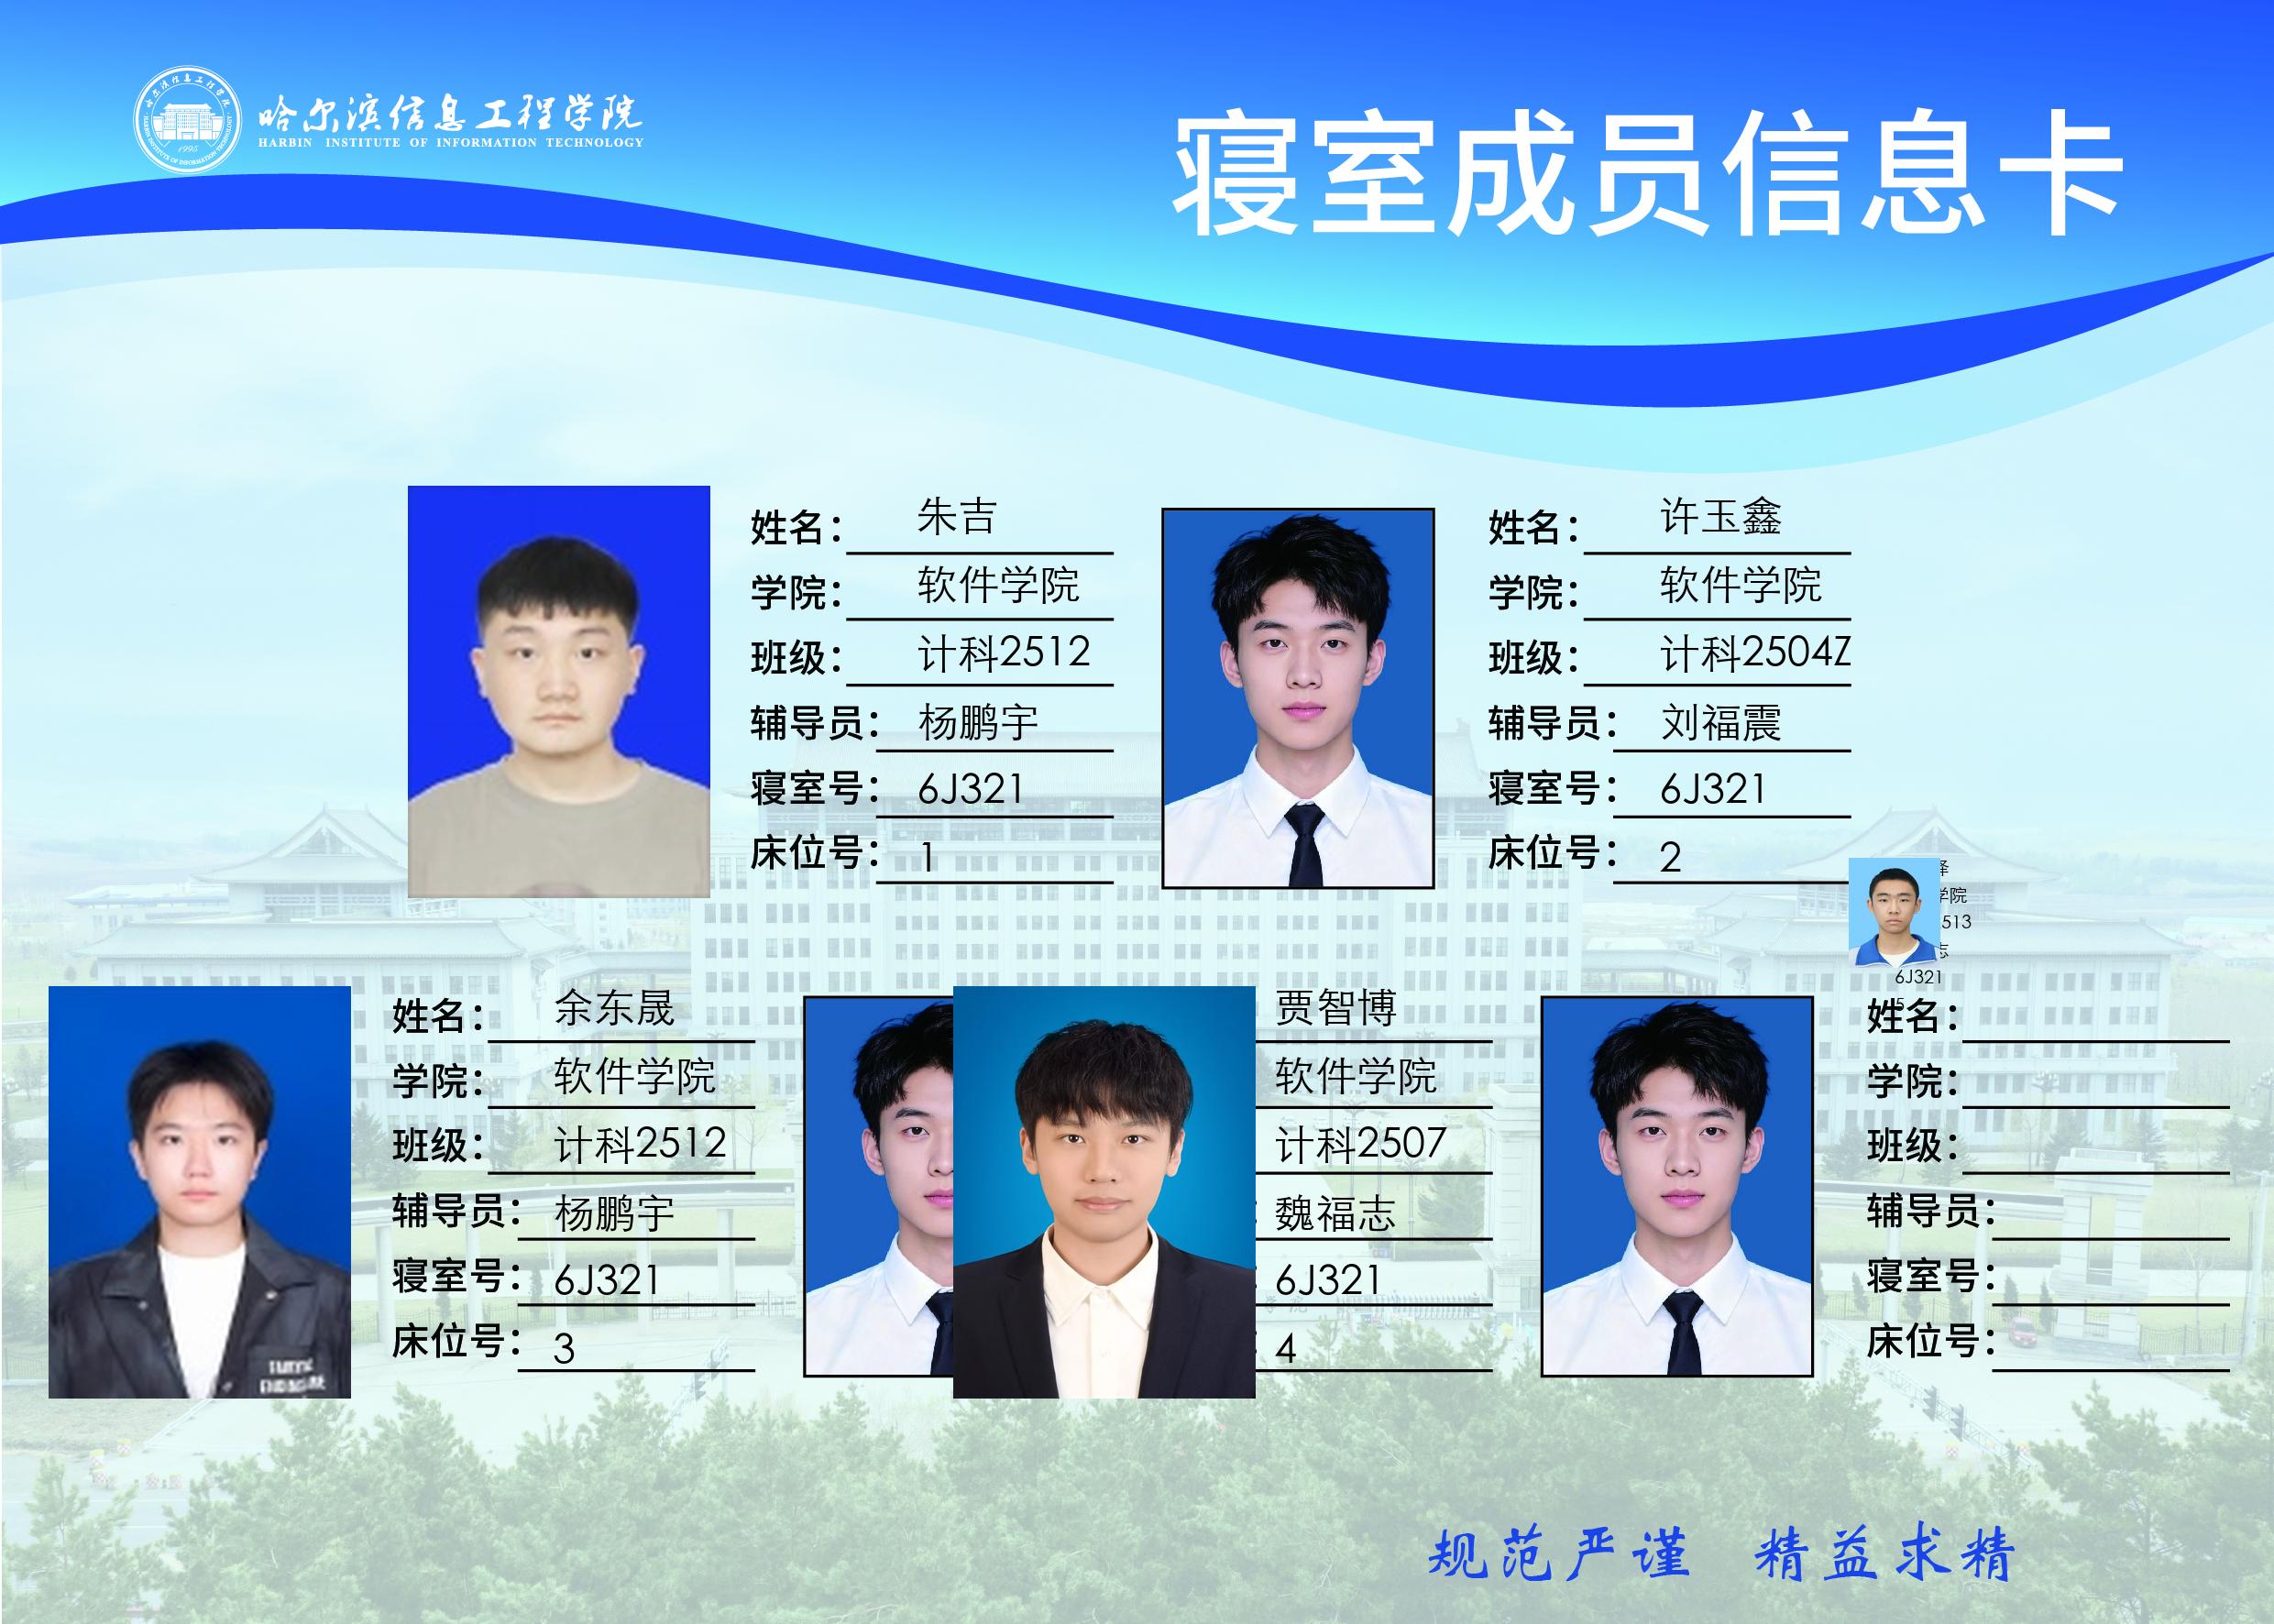 哈尔滨信息工程学院
HARBIN INSTITUTE OF INFORMATION TECHNOLOGY
1995
寝室成员信息卡
姓名： 朱吉
学院： 软件学院
班级： 计科2512
辅导员： 杨鹏宇
寝室号： 6J321
床位号： 1
姓名： 许玉鑫
学院： 软件学院
班级： 计科2504Z
辅导员： 刘福震
寝室号： 6J321
床位号： 2
姓名： 余东晟
学院： 软件学院
班级： 计科2512
辅导员： 杨鹏宇
寝室号： 6J321
床位号： 3
贾智博
软件学院
计科2507
魏福志
6J321
4
学院
513
志
6J321
5
姓名：
学院：
班级：
辅导员：
寝室号：
床位号：
规范严谨 精益求精